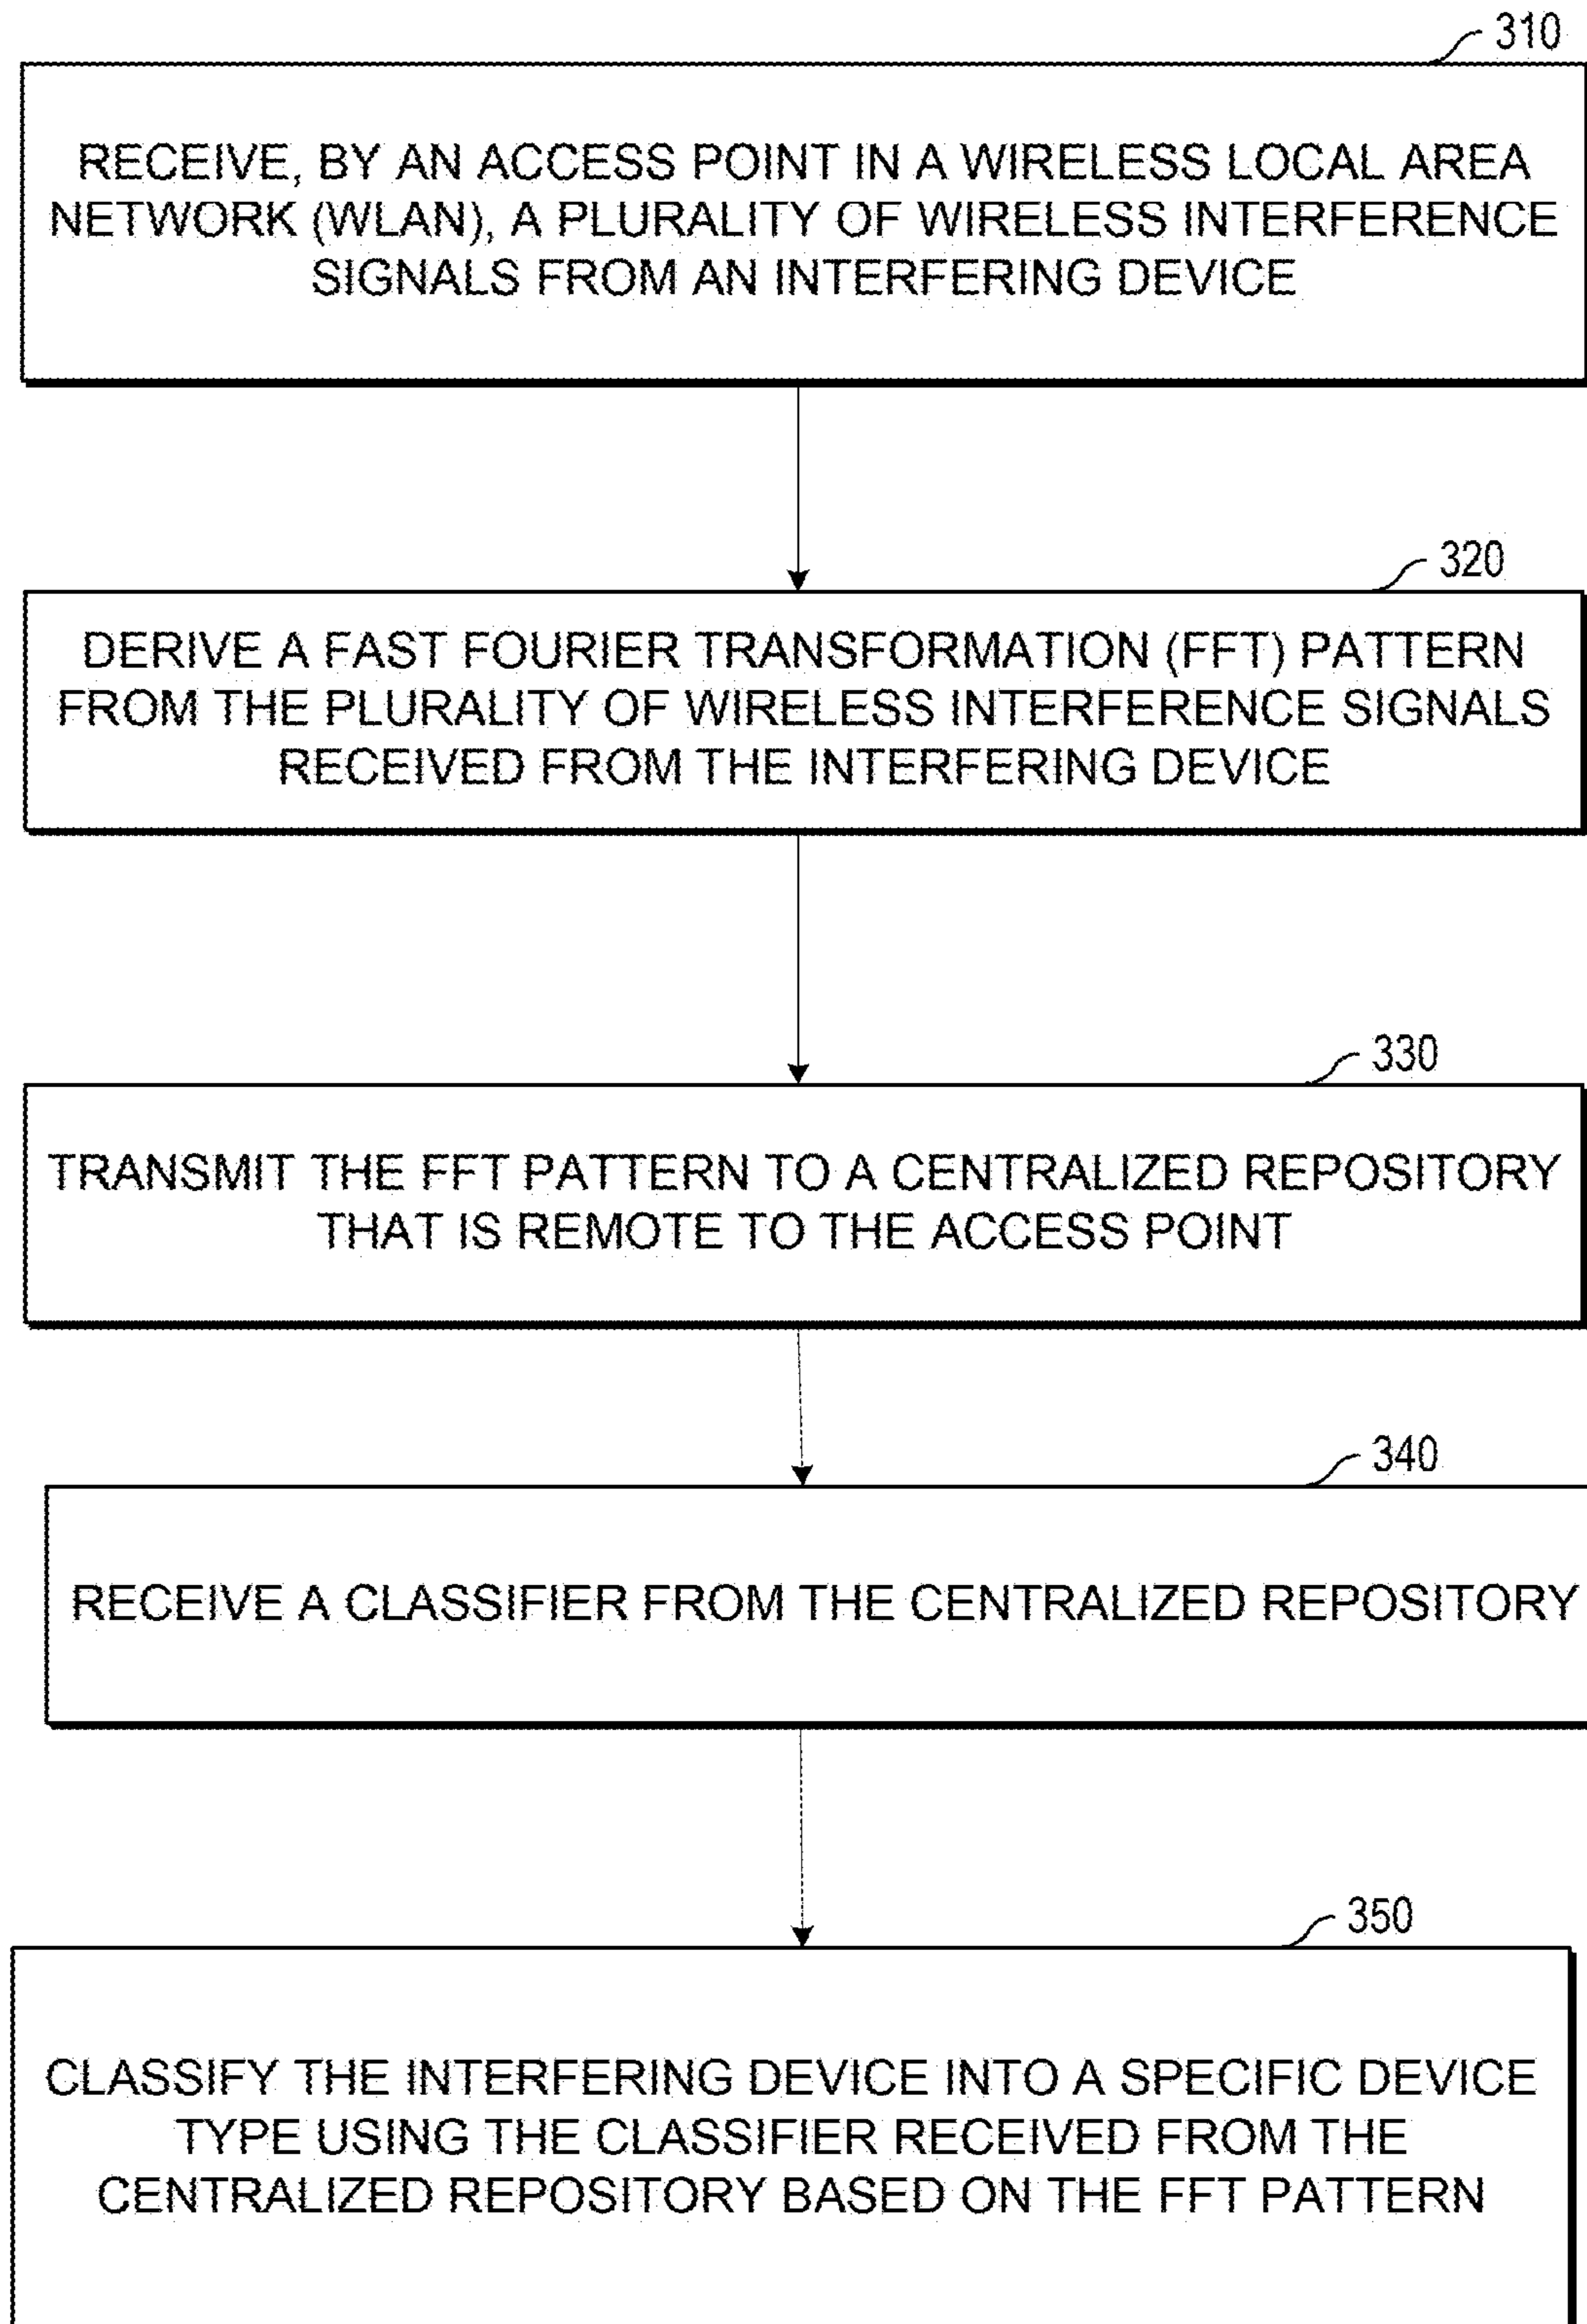 310
RECEIVE, BY AN ACCESS POINT IN A WIRELESS LOCAL AREA
NETWORK (WLAN), A PLURALITY OF WIRELESS INTERFERENCE
SIGNALS FROM AN INTERFERING DEVICE
320
DERIVE A FAST FOURIER TRANSFORMATION (FFT) PATTERN
FROM THE PLURALITY OF WIRELESS INTERFERENCE SIGNALS
RECEIVED FROM THE INTERFERING DEVICE
330
TRANSMIT THE FFT PATTERN TO A CENTRALIZED REPOSITORY
THAT IS REMOTE TO THE ACCESS POINT
340
RECEIVE A CLASSIFIER FROM THE CENTRALIZED REPOSITORY
350
CLASSIFY THE INTERFERING DEVICE INTO A SPECIFIC DEVICE
TYPE USING THE CLASSIFIER RECEIVED FROM THE
CENTRALIZED REPOSITORY BASED ON THE FFT PATTERN